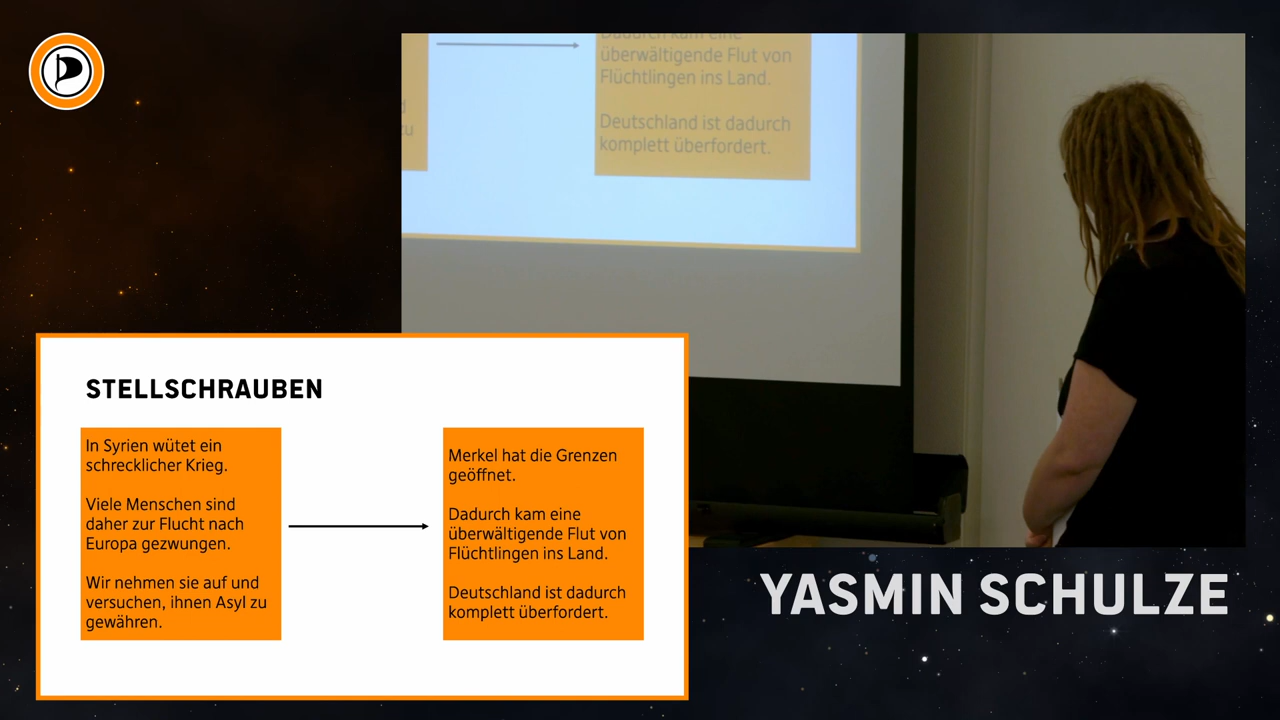 Dadurch kam eine
überwältigende Flut von
Flüchtlingen ins Land.
zu
Deutschland ist dadurch
komplett überfordert.
STELLSCHRAUBEN
In Syrien wütet ein
schrecklicher Krieg.
Viele Menschen sind
daher zur Flucht nach
Europa gezwungen.
Wir nehmen sie auf und
versuchen, ihnen Asyl zu
gewähren.
Merkel hat die Grenzen
geöffnet.
Dadurch kam eine
überwältigende Flut von
Flüchtlingen ins Land.
Deutschland ist dadurch
komplett überfordert.
YASMIN SCHULZE